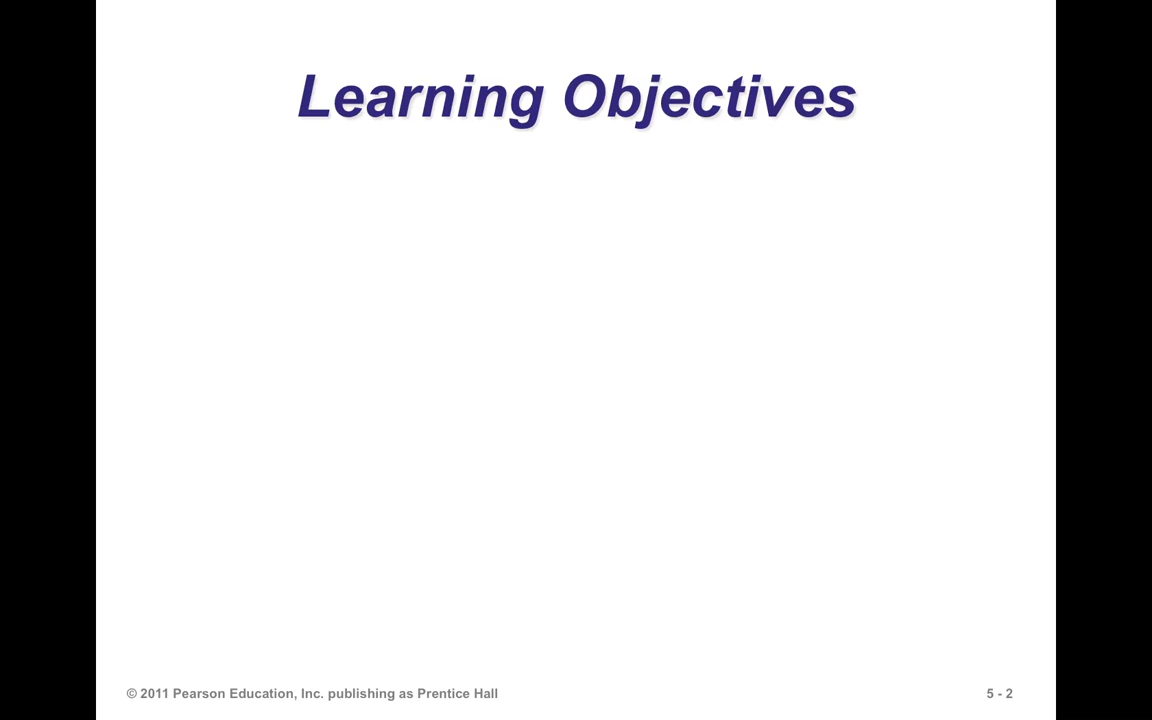 Learning Objectives
© 2011 Pearson Education, Inc. publishing as Prentice Hall
5 - 2